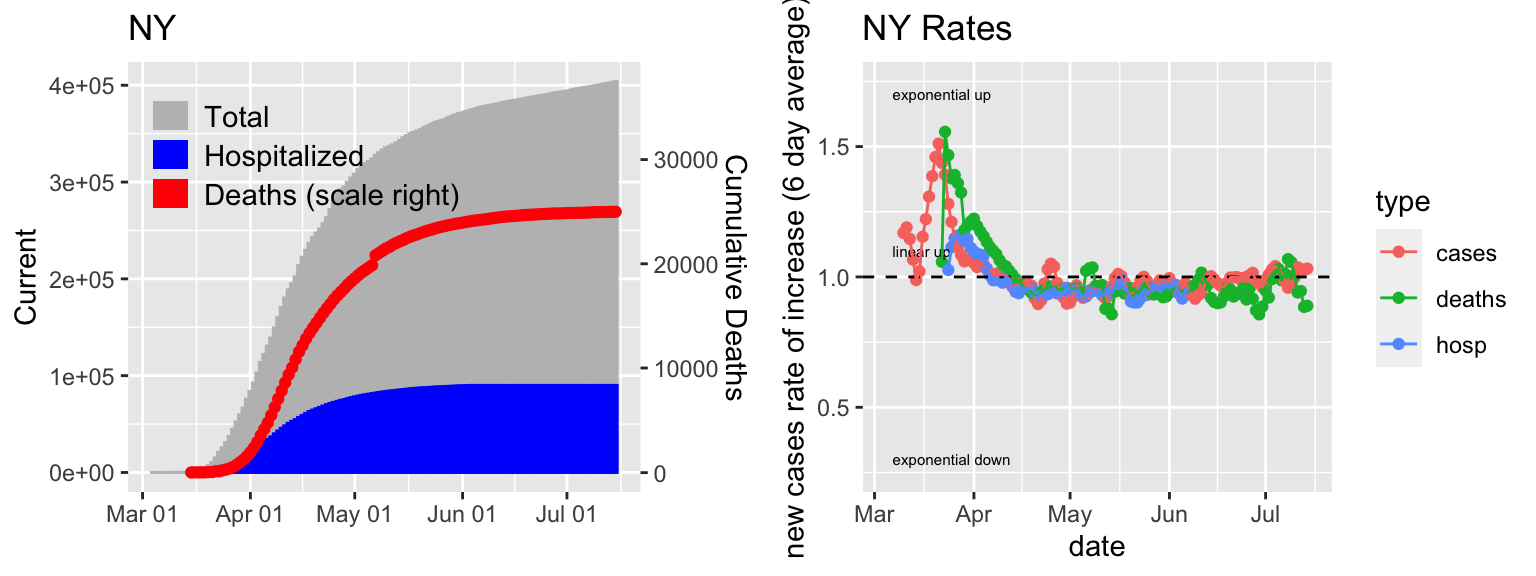 NY
4e+05
3e+05
2e+05
1e+05
0e+00
Current
Total
Hospitalized
Deaths (scale right)
30000
20000
10000
0
Cumulative Deaths
Mar 01
Apr 01
May 01
Jun 01
Jul 01
NY Rates
new cases rate of increase (6 day average)
1.5
1.0
0.5
exponential up
linear up
exponential down
Mar
Apr
May
Jun
Jul
date
type
cases
deaths
hosp